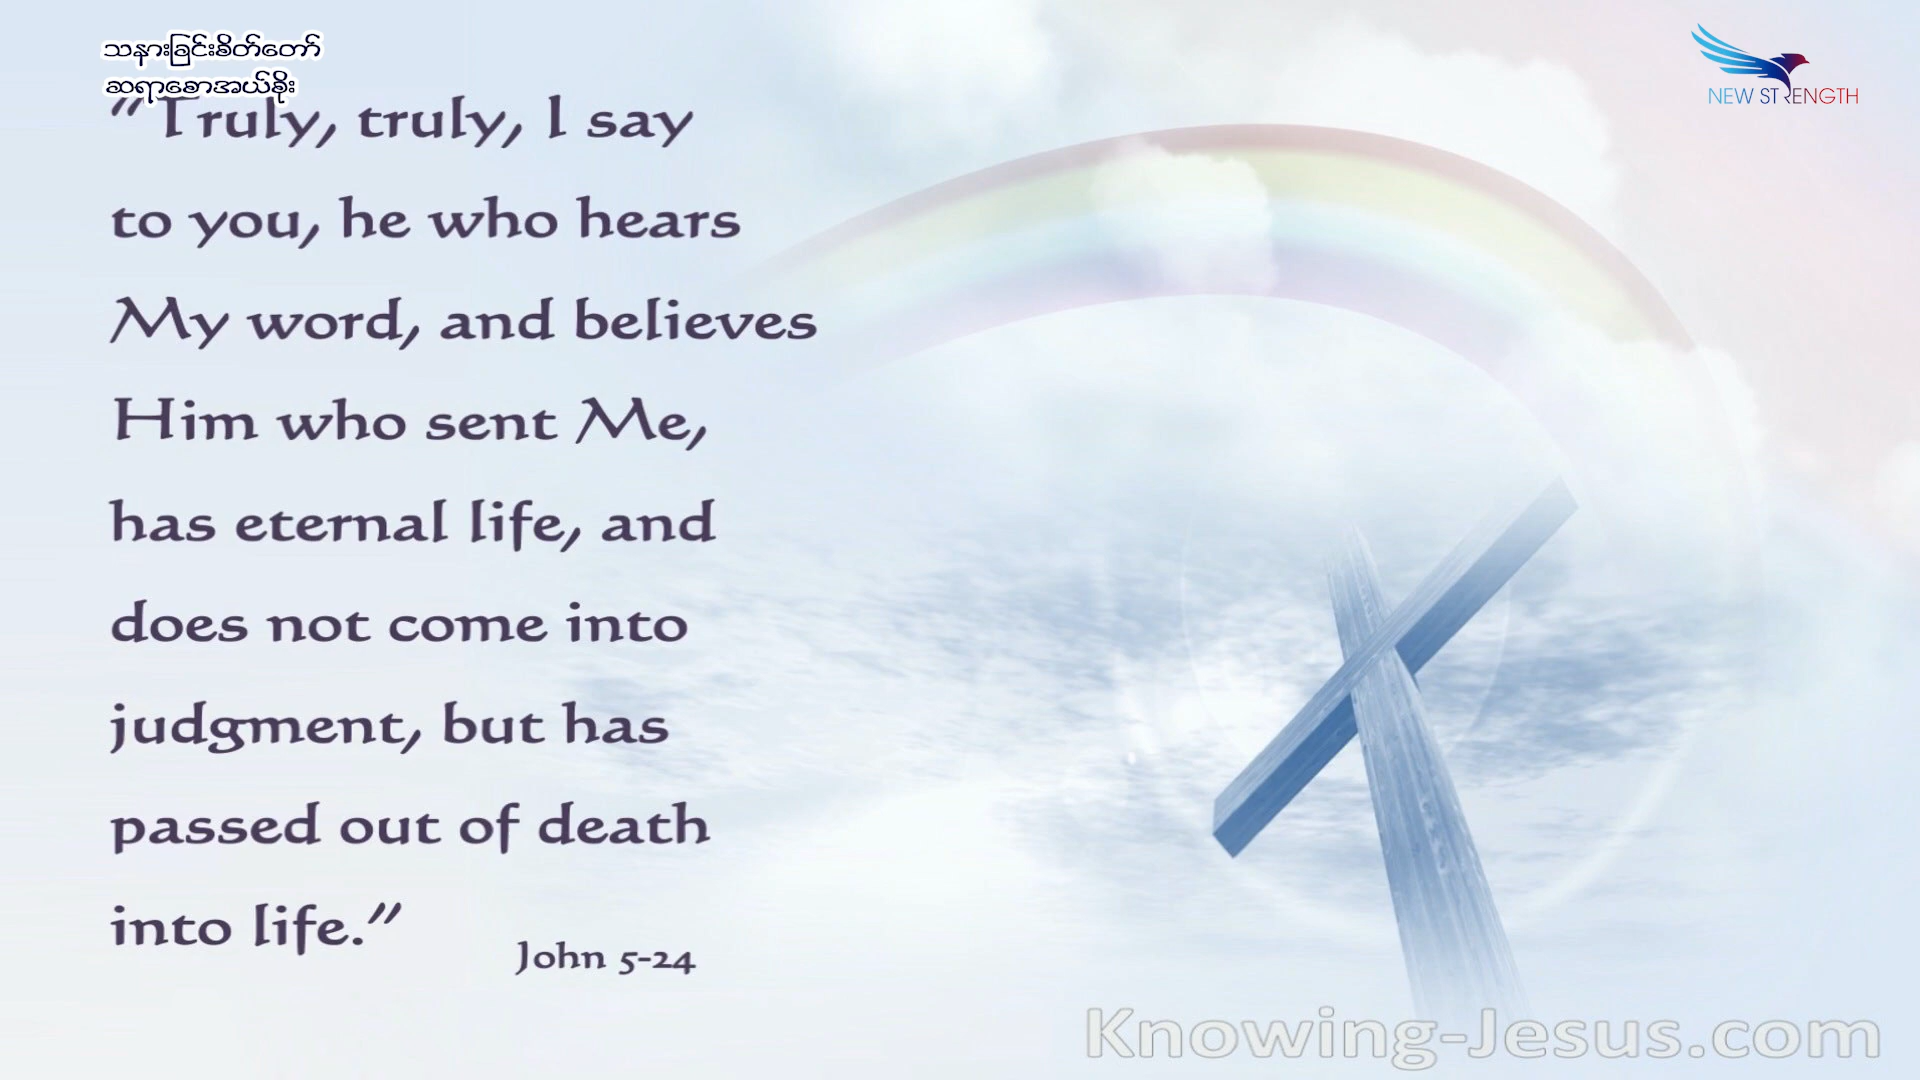 သနားခြင်းစိတ်တော်
ဆရာစောအယ်ခိုး
NEW STRENGTH
“Truly, truly, I say
to you, he who hears
My word, and believes
Him who sent Me,
has eternal life, and
does not come into
judgment, but has
passed out of death
into life.”
John 5-24
Knowing-Jesus.com